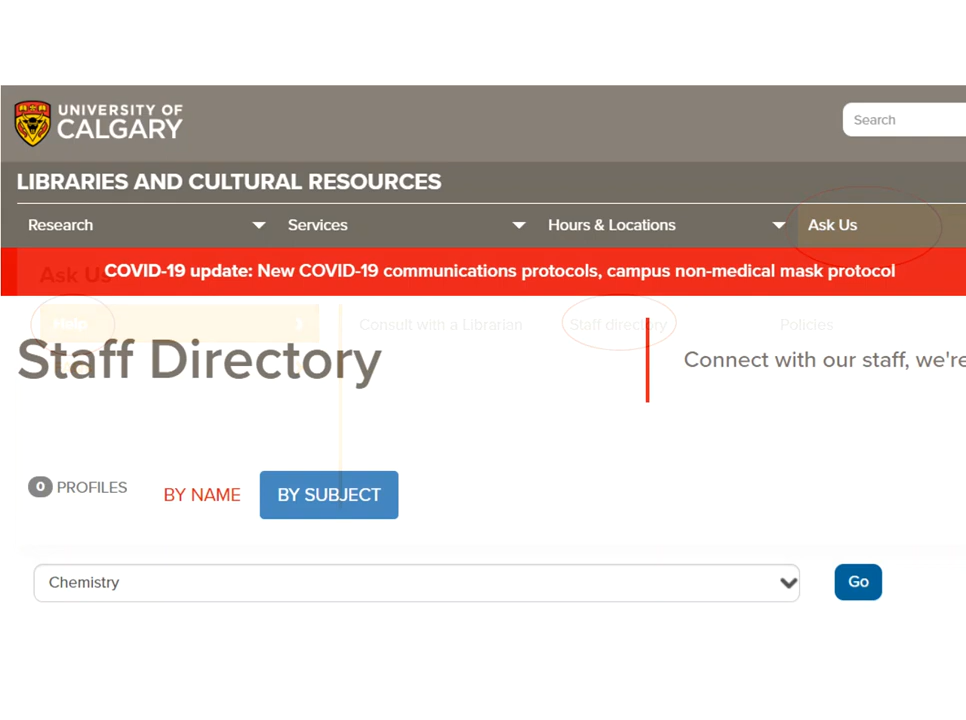 UNIVERSITY OF
CALGARY
Search
LIBRARIES AND CULTURAL RESOURCES
Research
Services
Hours & Locations
Ask Us
Ask Us
COVID-19 update: New COVID-19 communications protocols, campus non-medical mask protocol
Help
Consult with a Librarian
Staff directory
Policies
Staff Directory
Connect with our staff, we're
0 PROFILES
BY NAME
BY SUBJECT
Chemistry
Go